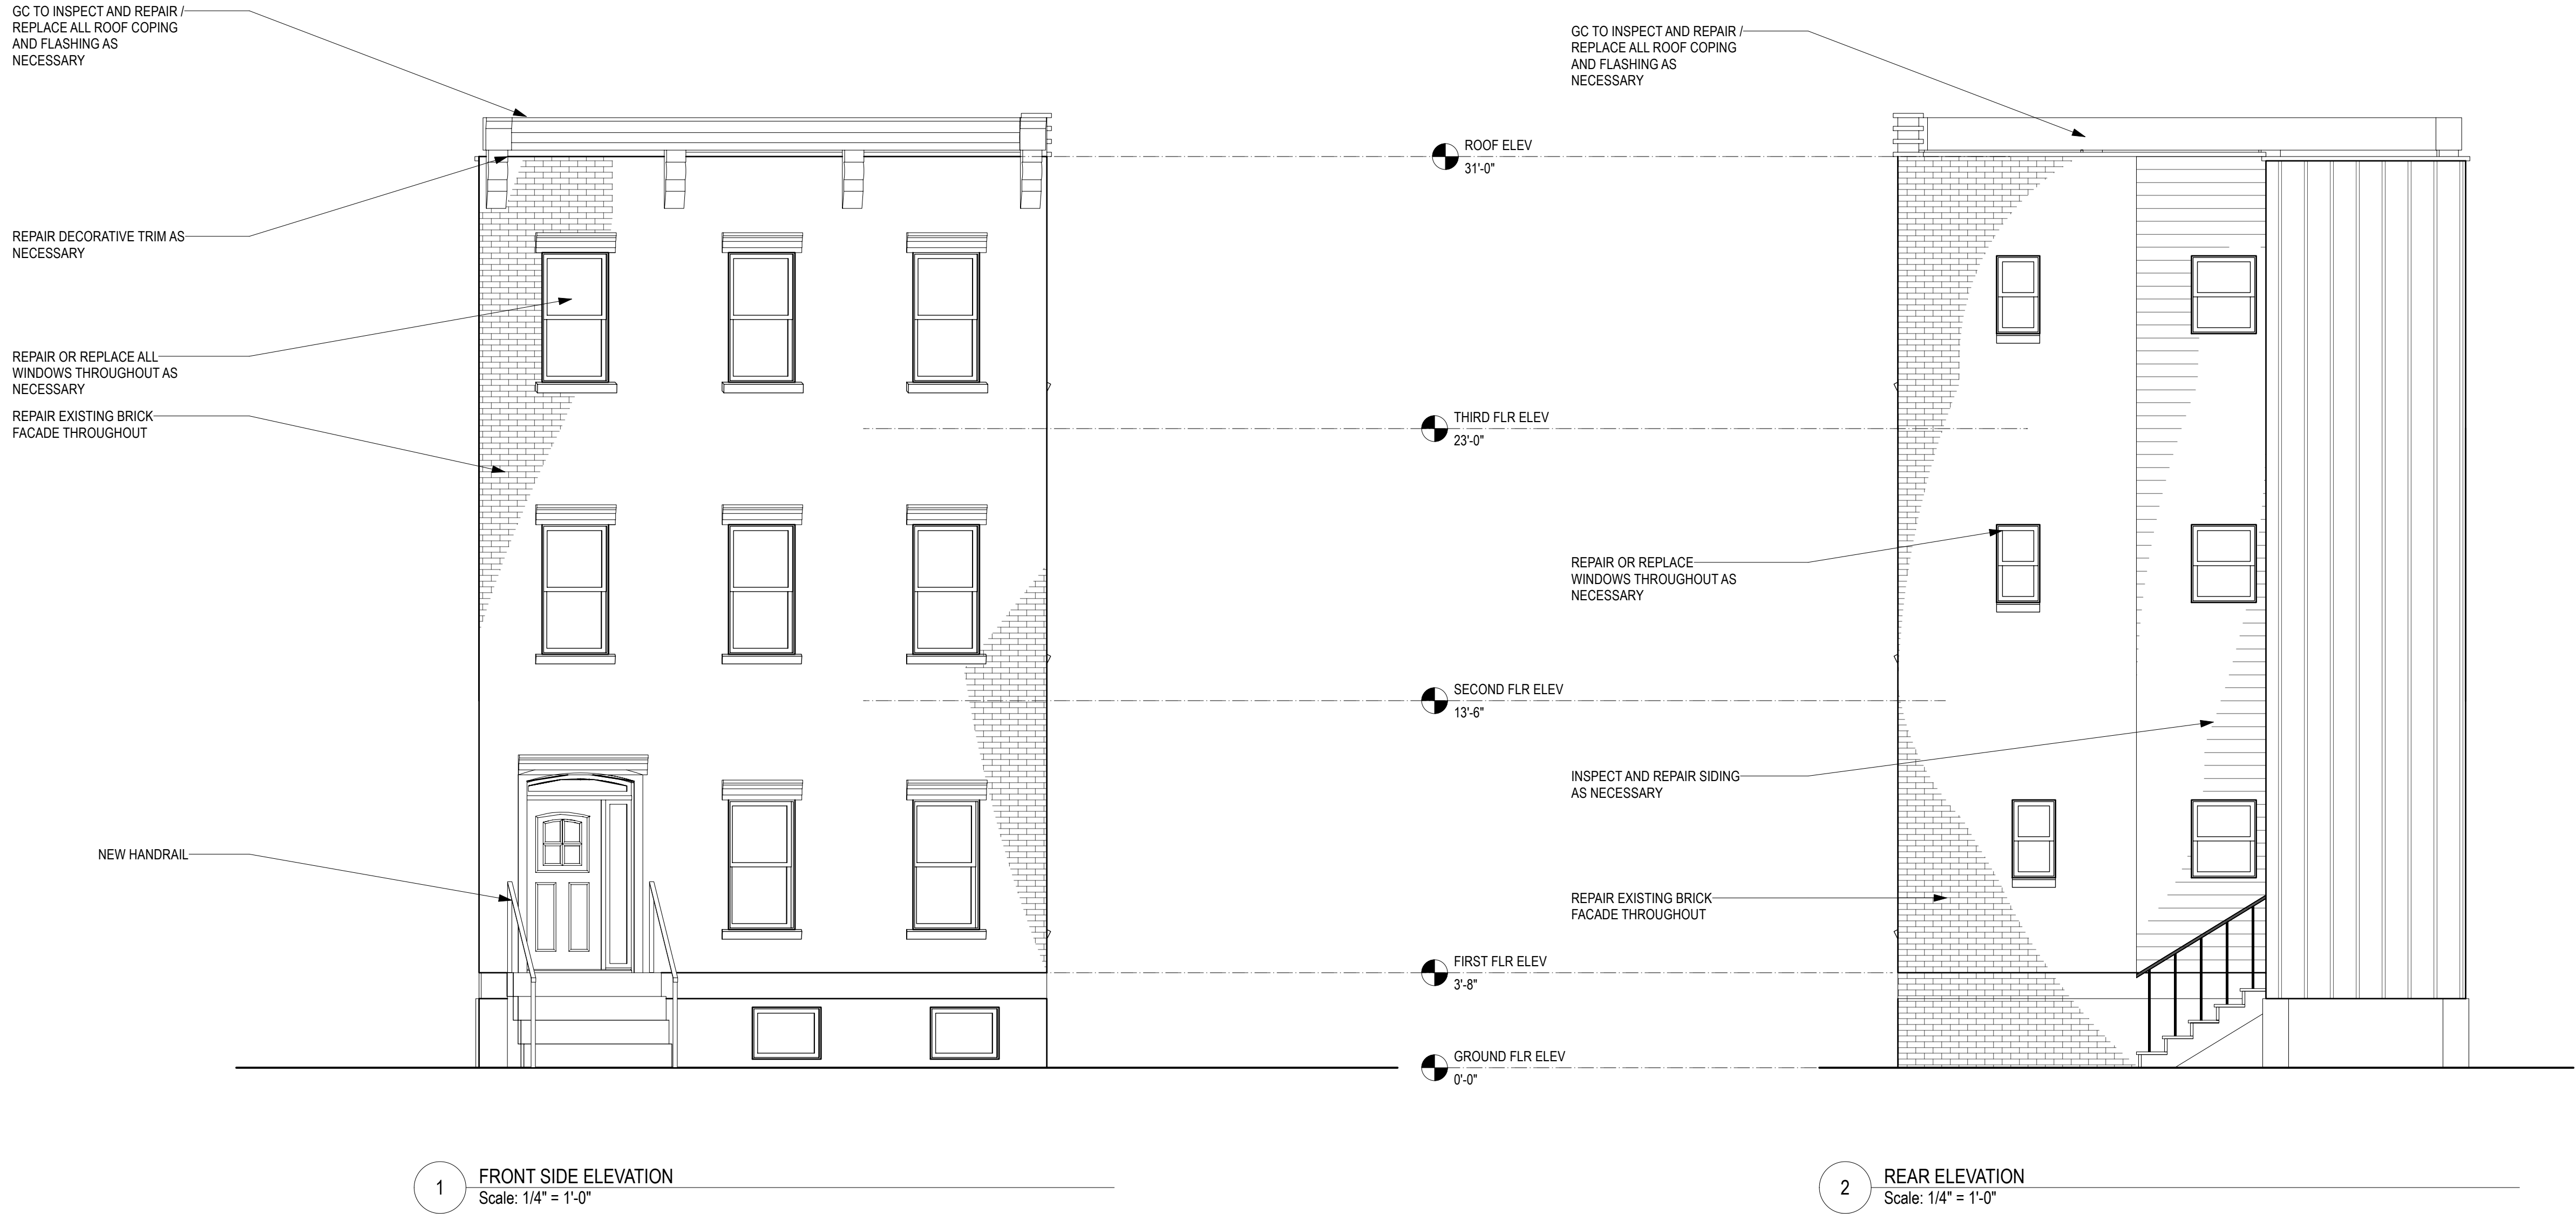 GC TO INSPECT AND REPAIR /
REPLACE ALL ROOF COPING
AND FLASHING AS
NECESSARY
REPAIR DECORATIVE TRIM AS
NECESSARY
REPAIR OR REPLACE ALL
WINDOWS THROUGHOUT AS
NECESSARY
REPAIR EXISTING BRICK
FACADE THROUGHOUT
NEW HANDRAIL
ROOF ELEV
31'-0"
THIRD FLR ELEV
23'-0"
SECOND FLR ELEV
13'-6"
FIRST FLR ELEV
3'-8"
GROUND FLR ELEV
0'-0"
GC TO INSPECT AND REPAIR /
REPLACE ALL ROOF COPING
AND FLASHING AS
NECESSARY
REPAIR OR REPLACE
WINDOWS THROUGHOUT AS
NECESSARY
INSPECT AND REPAIR SIDING
AS NECESSARY
REPAIR EXISTING BRICK
FACADE THROUGHOUT
1
FRONT SIDE ELEVATION
Scale: 1/4" = 1'-0"
2
REAR ELEVATION
Scale: 1/4" = 1'-0"